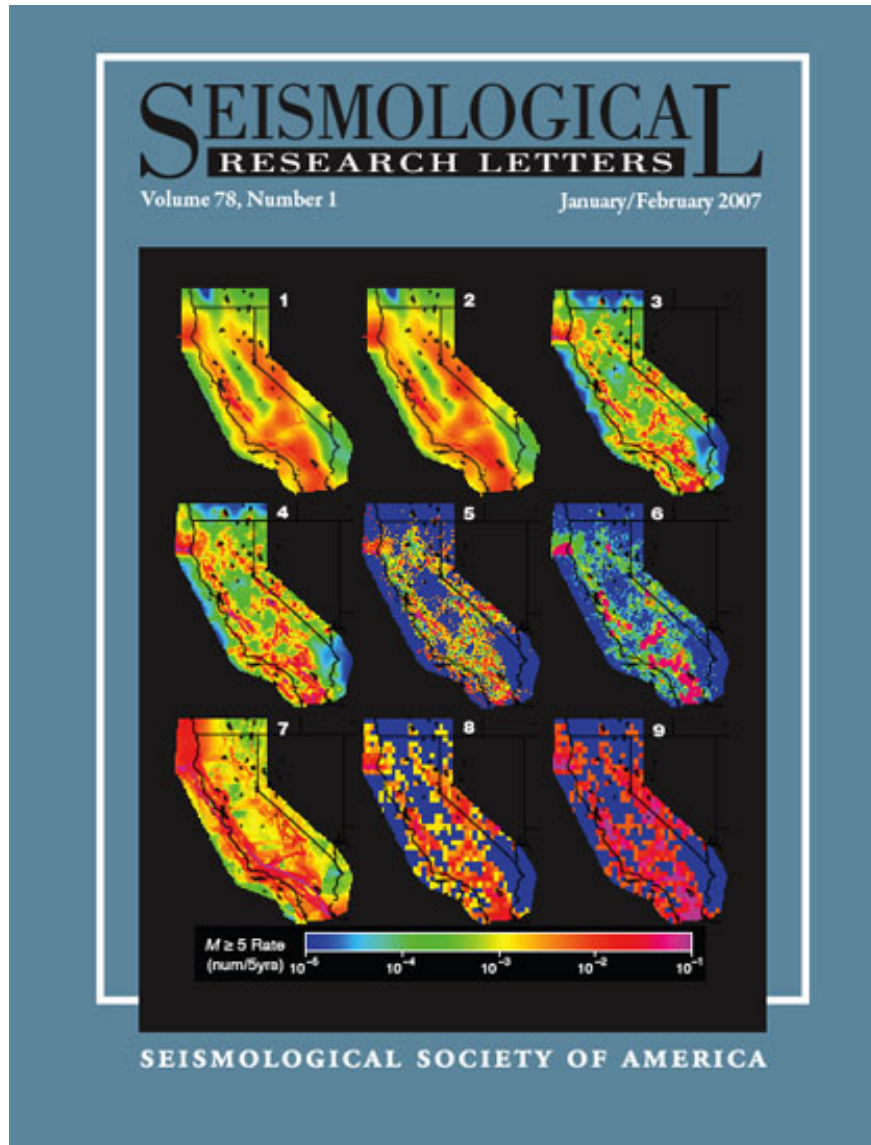 SEISMOLOGICAL
RESEARCH LETTERS
Volume 78, Number 1 January/February 2007
1 2 3
4 5 6
7 8 9
M ≥ 5 Rate
(num/5yrs) 10⁻⁵ 10⁻⁴ 10⁻³ 10⁻² 10⁻¹
SEISMOLOGICAL SOCIETY OF AMERICA